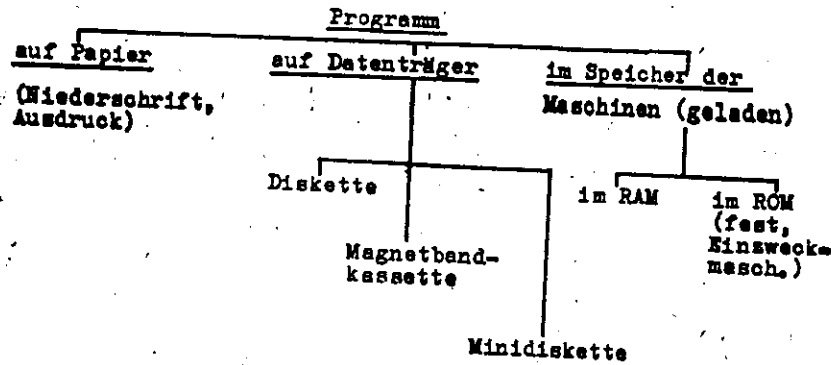 Programm
auf Papier
(Niederschrift,
Ausdruck)
auf Datenträger
im Speicher der
Maschinen (geladen)
Diskette
Magnetband-
kassette
Minidiskette
im RAM
im ROM
(fest,
Einzweck-
masch.)